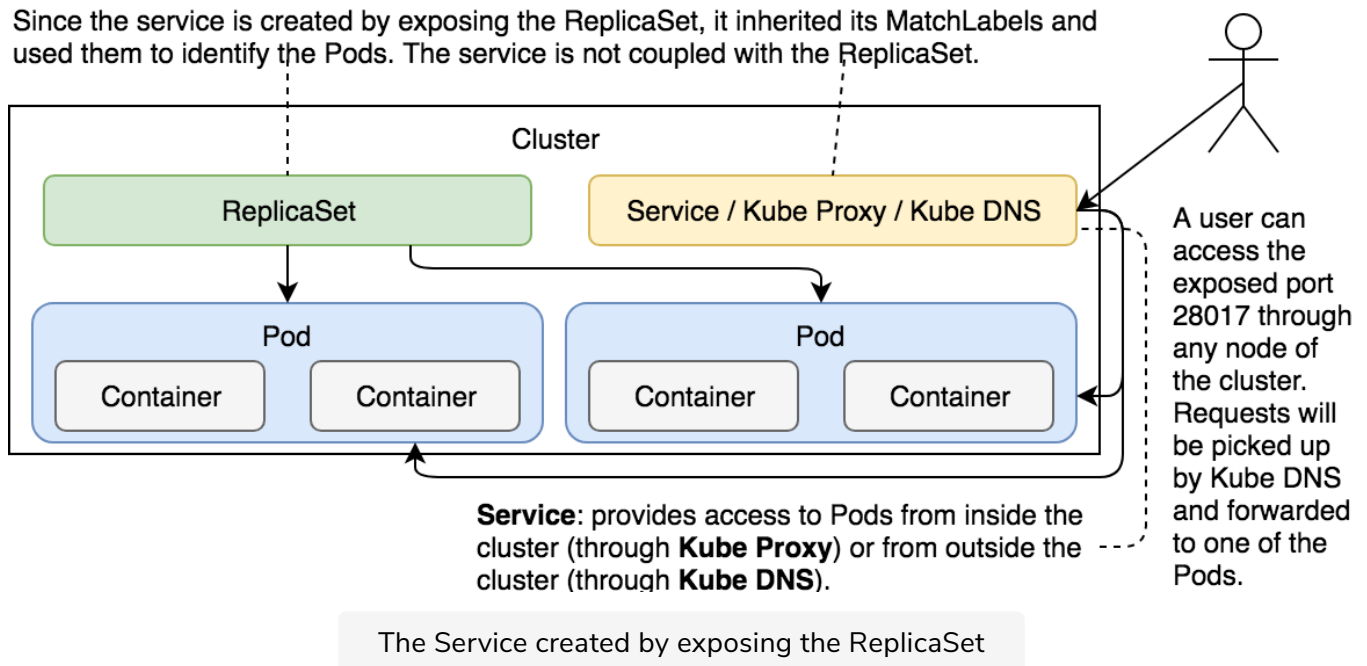 Since the service is created by exposing the ReplicaSet, it inherited its MatchLabels and
used them to identify the Pods. The service is not coupled with the ReplicaSet.
Cluster
ReplicaSet
Service / Kube Proxy / Kube DNS
Pod
Container
Container
Pod
Container
Container
A user can
access the
exposed port
28017 through
any node of
the cluster.
Requests will
be picked up
by Kube DNS
and forwarded
to one of the
Pods.
Service: provides access to Pods from inside the
cluster (through Kube Proxy) or from outside the
cluster (through Kube DNS).
The Service created by exposing the ReplicaSet